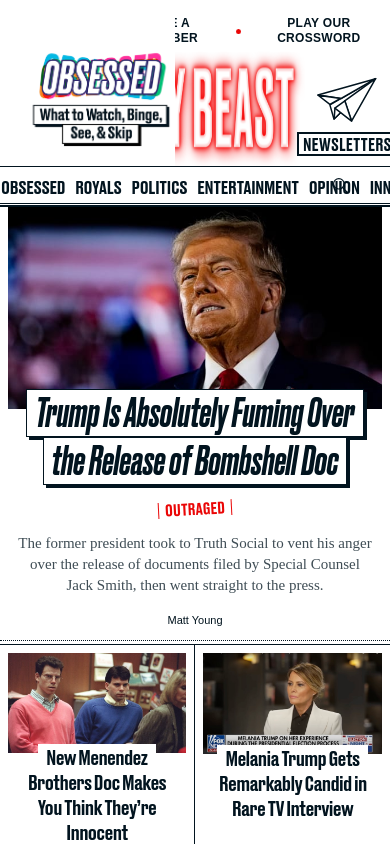 E A
BER
PLAY OUR
CROSSWORD
OBSESSED
What to Watch, Binge,
See, & Skip
Y BEAST
NEWSLETTERS
OBSESSED ROYALS POLITICS ENTERTAINMENT OPINION INN
Trump Is Absolutely Fuming Over
the Release of Bombshell Doc
OUTRAGED
The former president took to Truth Social to vent his anger
over the release of documents filed by Special Counsel
Jack Smith, then went straight to the press.
Matt Young
New Menendez
Brothers Doc Makes
You Think They're
Innocent
FOX
MELANIA TRUMP ON HER EXPERIENCE
DURING THE PRESIDENTIAL ELECTION PROCESS
Melania Trump Gets
Remarkably Candid in
Rare TV Interview